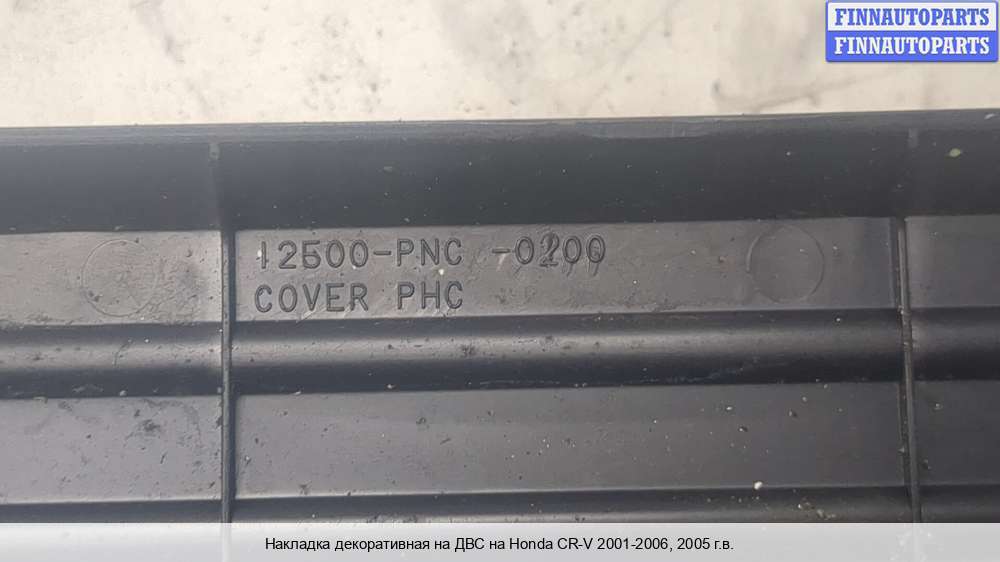 FINNAUTOPARTS
FINNAUTOPARTS
12500-PNC -0200
COVER PHC
Накладка декоративная на ДВС на Honda CR-V 2001-2006, 2005 г.в.